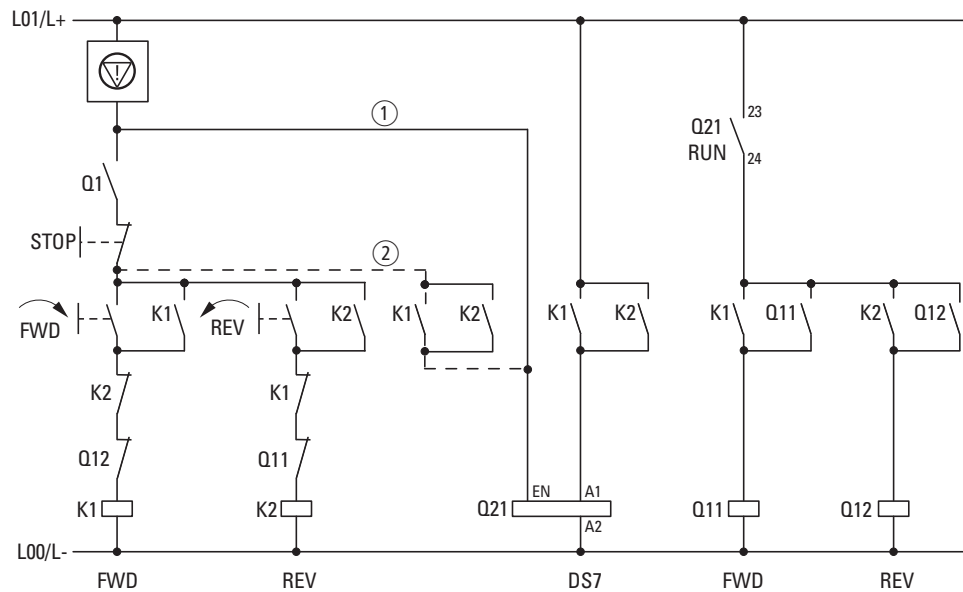 L01/L+
!
1
23
Q21
RUN
24
Q1
STOP
2
FWD
K1
REV
K2
K1
K2
K1
K2
K1
Q11
K2
Q12
K2
K1
Q12
Q11
K1
K2
Q21
EN
A1
A2
Q11
Q12
L00/L-
FWD
REV
DS7
FWD
REV